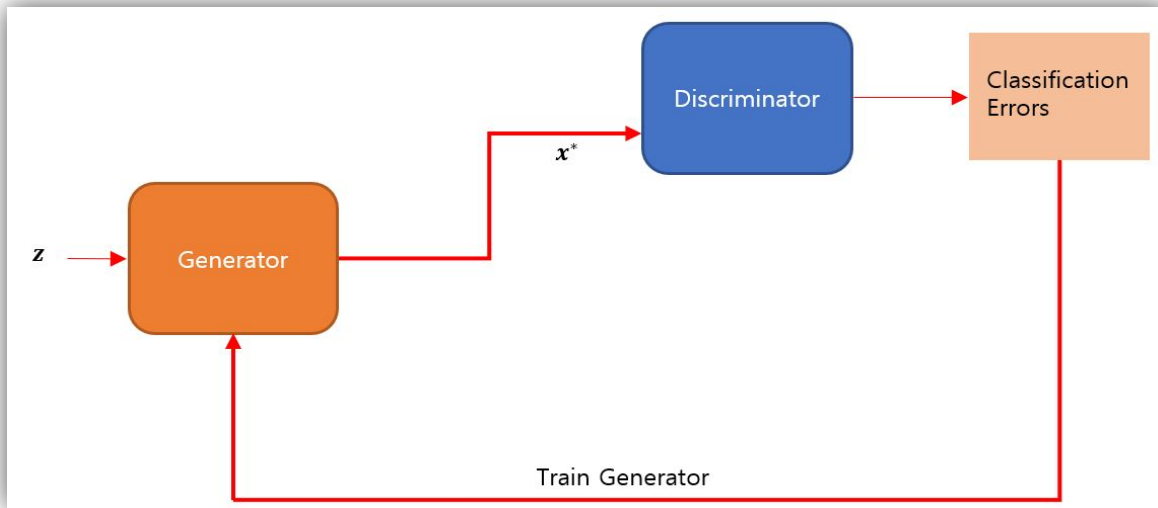 Discriminator
Classification
Errors
x*
z
Generator
Train Generator